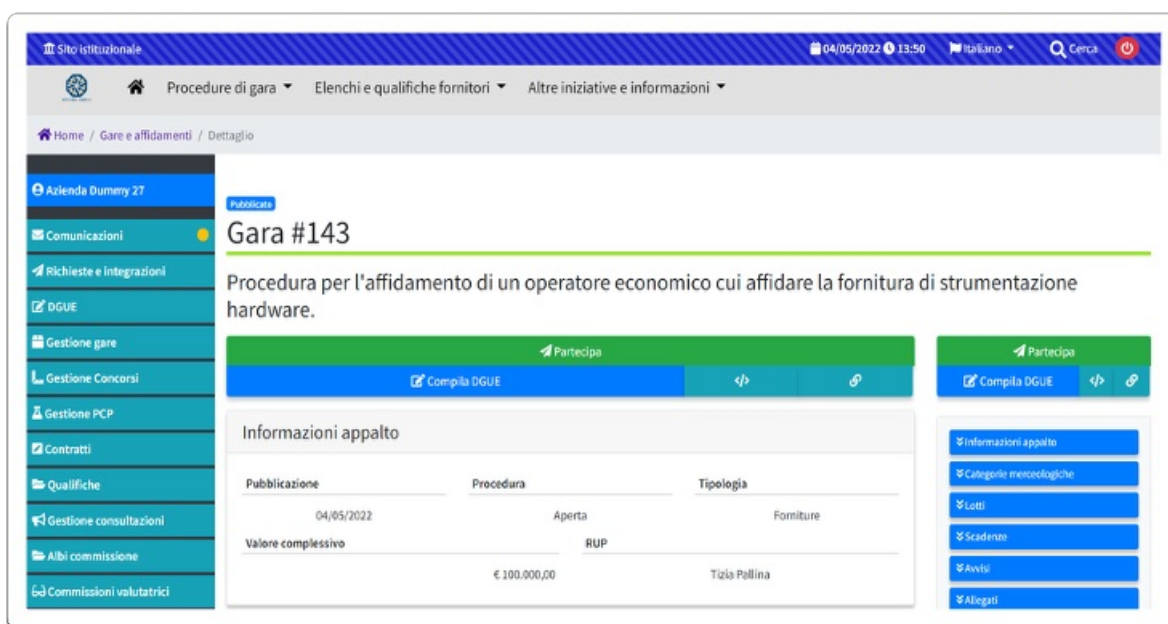 Sito istituzionale
04/05/2022 13:50 Italiano Cerca
Procedure di gara Elenchi e qualifiche fornitori Altre iniziative e informazioni
Home / Gare e affidamenti / Dettaglio
Azienda Dummy 27
Comunicazioni
Richieste e integrazioni
DGUE
Gestione gare
Gestione Concorsi
Gestione PCP
Contratti
Qualifiche
Gestione consultazioni
Albi commissione
Commissioni valutatrici
Pubblicato
Gara #143
Procedura per l'affidamento di un operatore economico cui affidare la fornitura di strumentazione
hardware.
Partecipa
Compila DGUE </>
Informazioni appalto
Pubblicazione Procedura Tipologia
04/05/2022 Aperta Forniture
Valore complessivo RUP
€ 100.000,00 Tizia Pallina
Partecipa
Compila DGUE </>
Informazioni appalto
Categorie merceologiche
Lotti
Scadenze
Avvisi
Allegati